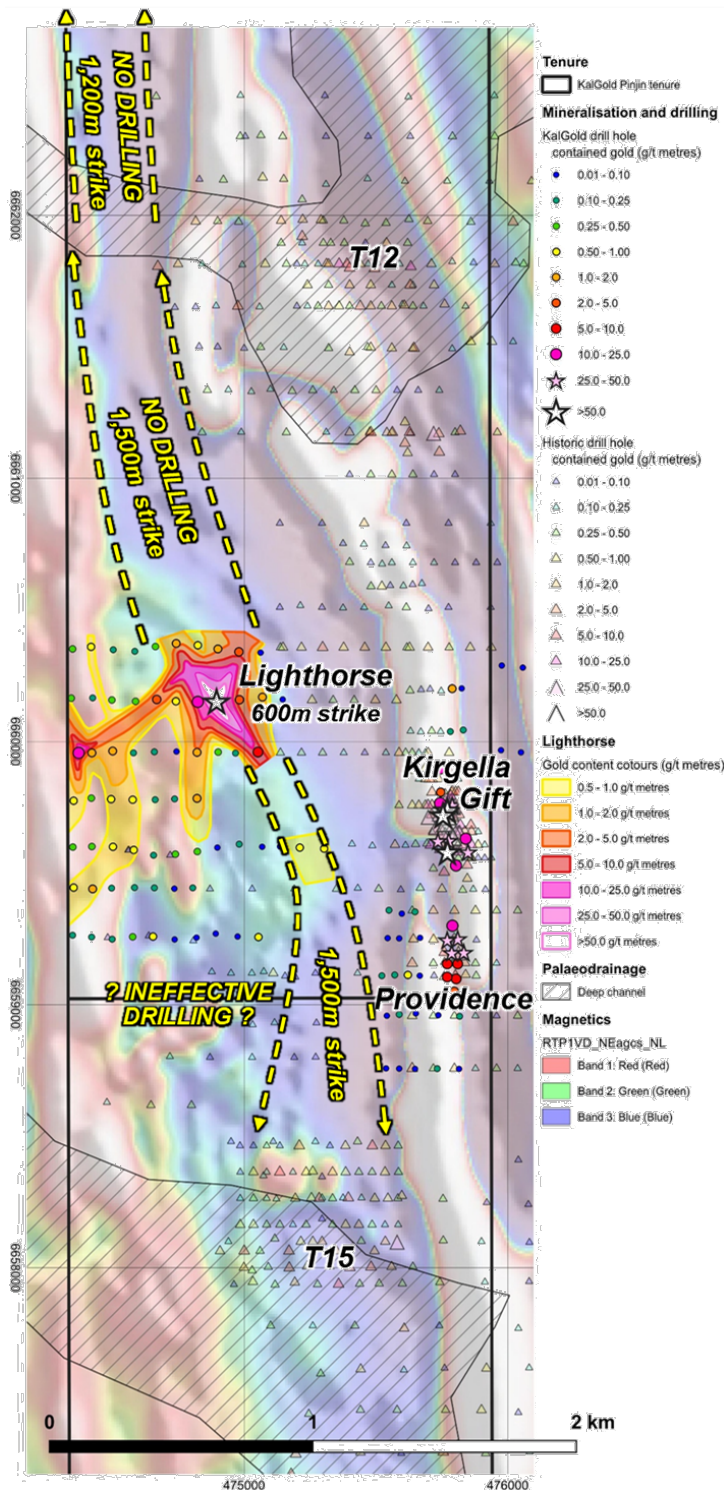 NO DRILLING
1,200m strike
6662000
T12
NO DRILLING
1,500m strike
6661000
Lighthorse
600m strike
6660000
Kirgella
Gift
? INEFFECTIVE
DRILLING ?
1,500m strike
Providence
6659000
T15
6658000
0 1 2 km
475000 476000
Tenure
KalGold Pinjin tenure
Mineralisation and drilling
KalGold drill hole
contained gold (g/t metres)
0.01 - 0.10
0.10 - 0.25
0.25 - 0.50
0.50 - 1.00
1.0 - 2.0
2.0 - 5.0
5.0 - 10.0
10.0 - 25.0
25.0 - 50.0
>50.0
Historic drill hole
contained gold (g/t metres)
0.01 - 0.10
0.10 - 0.25
0.25 - 0.50
0.50 - 1.00
1.0 - 2.0
2.0 - 5.0
5.0 - 10.0
10.0 - 25.0
25.0 - 50.0
>50.0
Lighthorse
Gold content cotours (g/t metres)
0.5 - 1.0 g/t metres
1.0 - 2.0 g/t metres
2.0 - 5.0 g/t metres
5.0 - 10.0 g/t metres
10.0 - 25.0 g/t metres
25.0 - 50.0 g/t metres
>50.0 g/t metres
Palaeodrainage
Deep channel
Magnetics
RTP1VD_NEagcs_NL
Band 1: Red (Red)
Band 2: Green (Green)
Band 3: Blue (Blue)